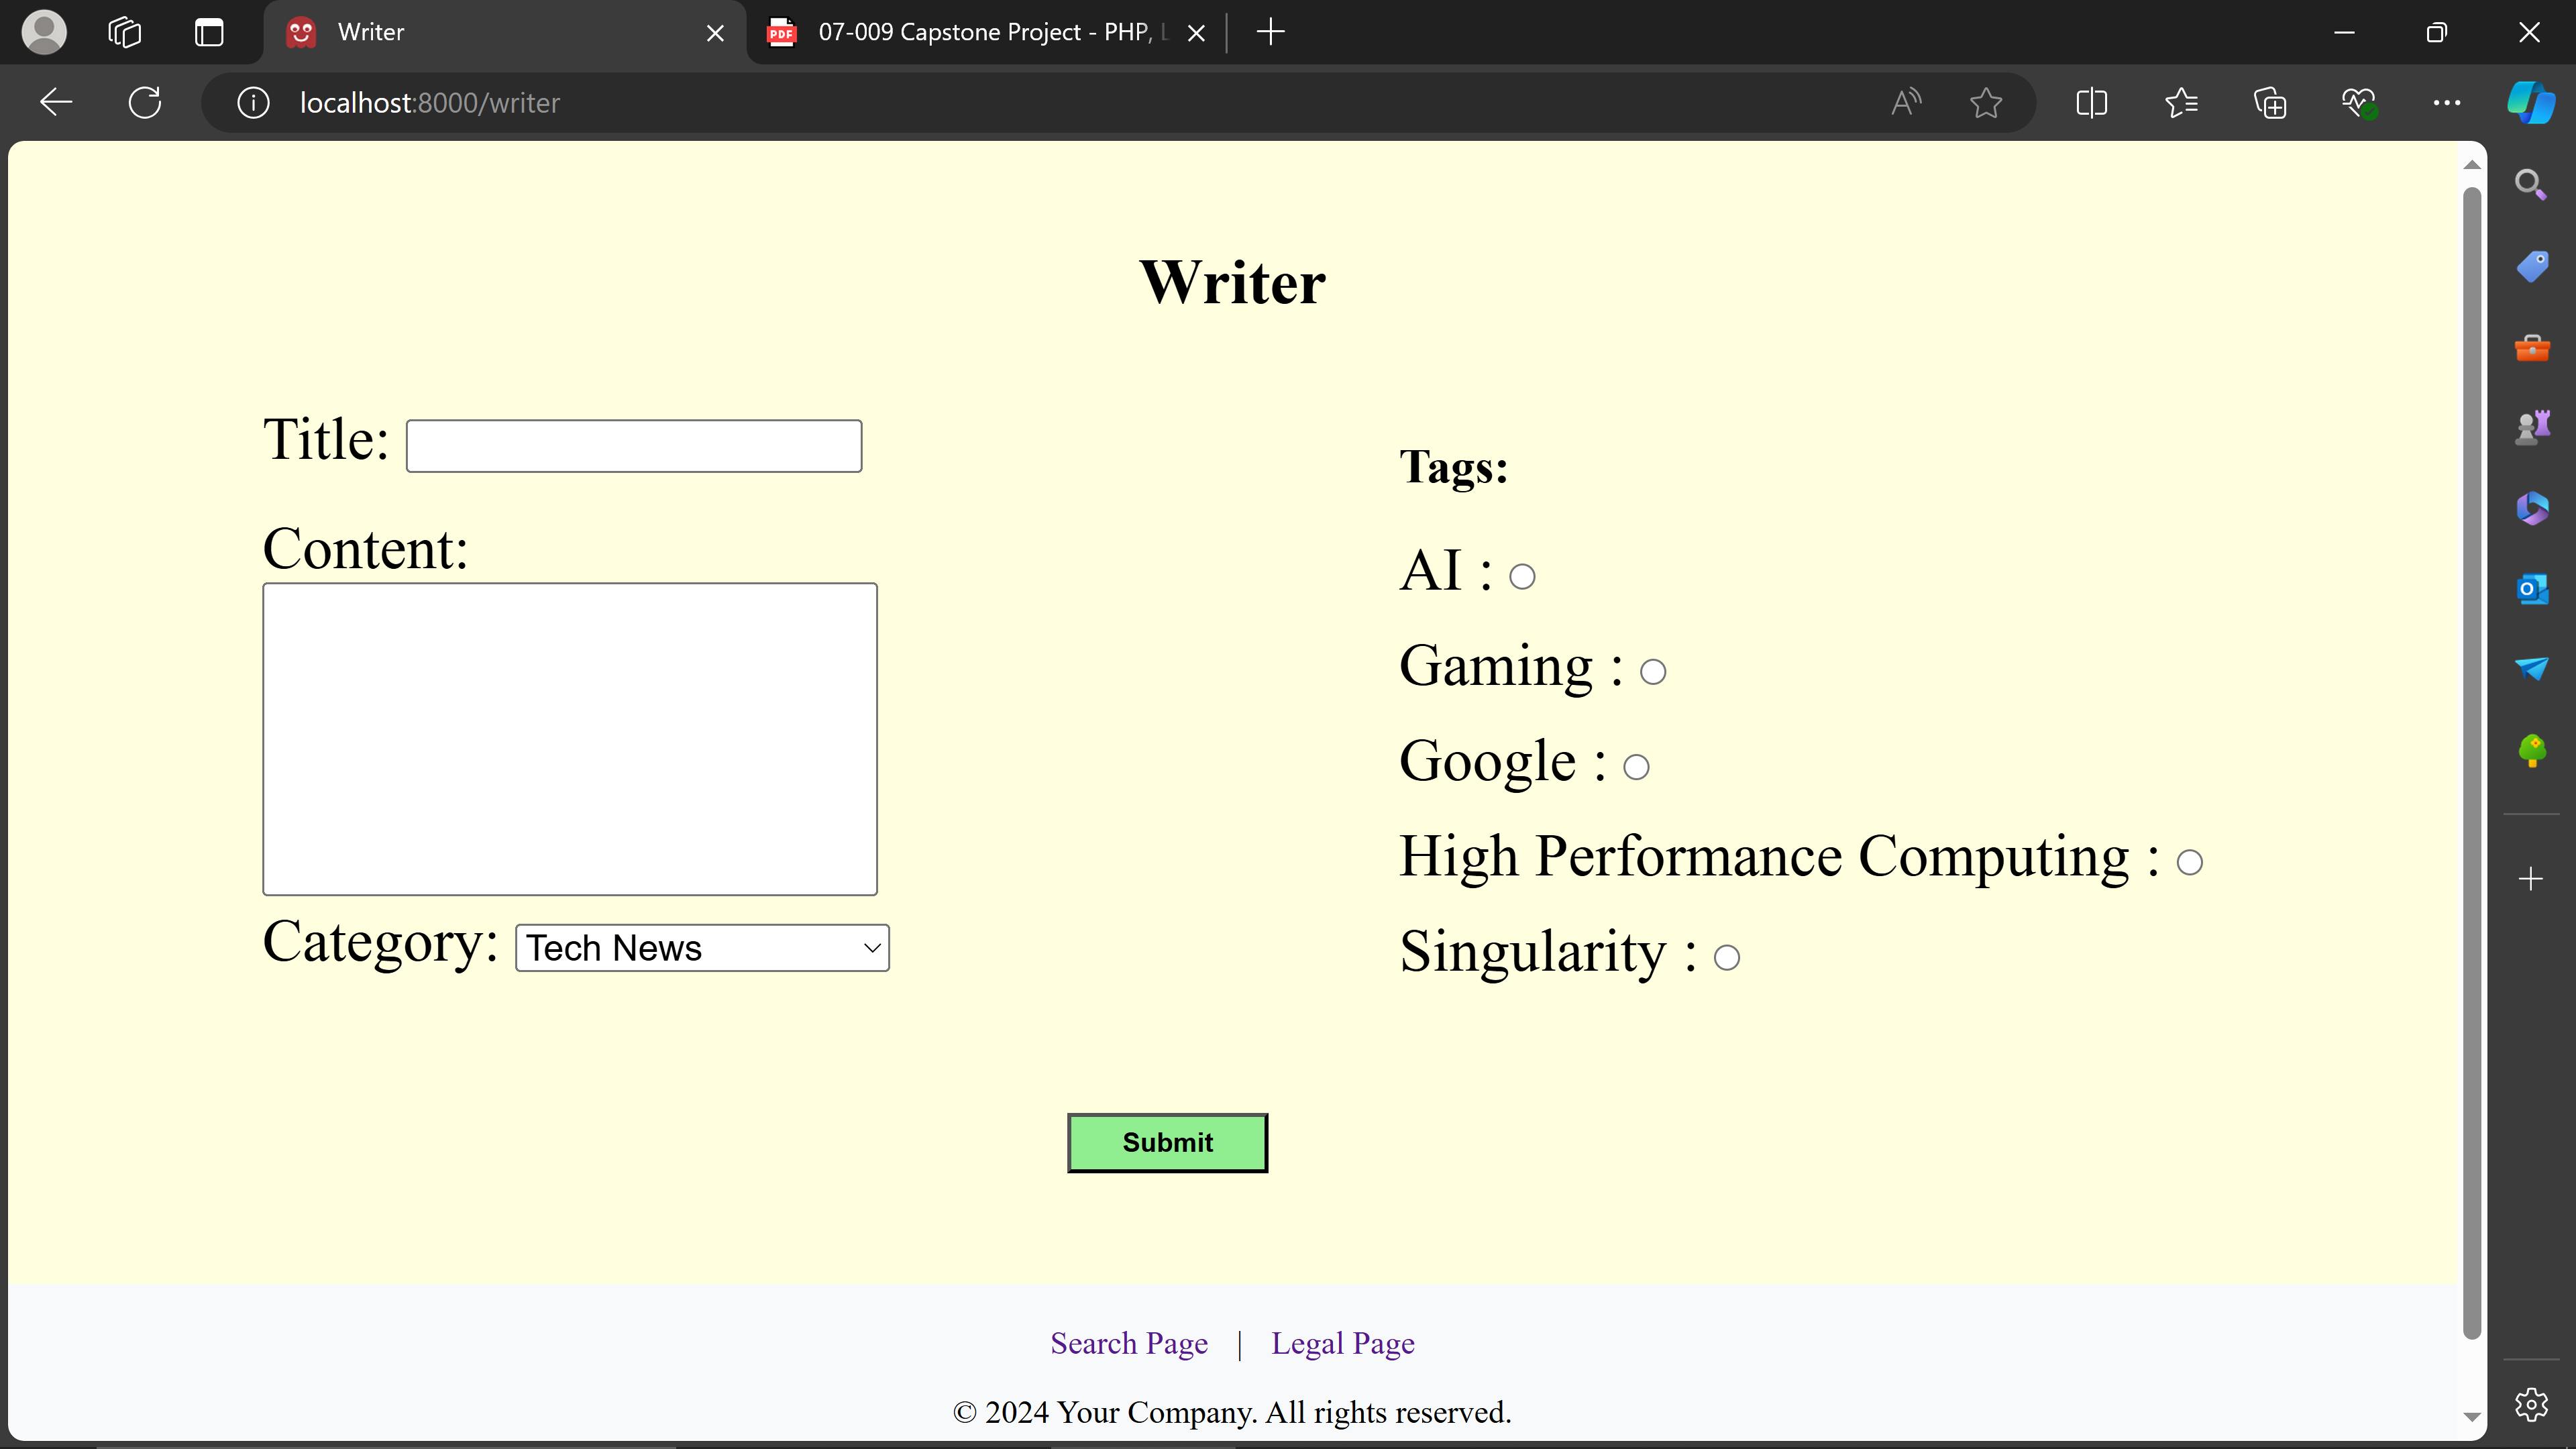 Writer
07-009 Capstone Project - PHP,
localhost:8000/writer
Writer
Title:
Content:
Category: Tech News
Tags:
AI :
Gaming :
Google :
High Performance Computing :
Singularity :
Submit
Search Page | Legal Page
© 2024 Your Company. All rights reserved.